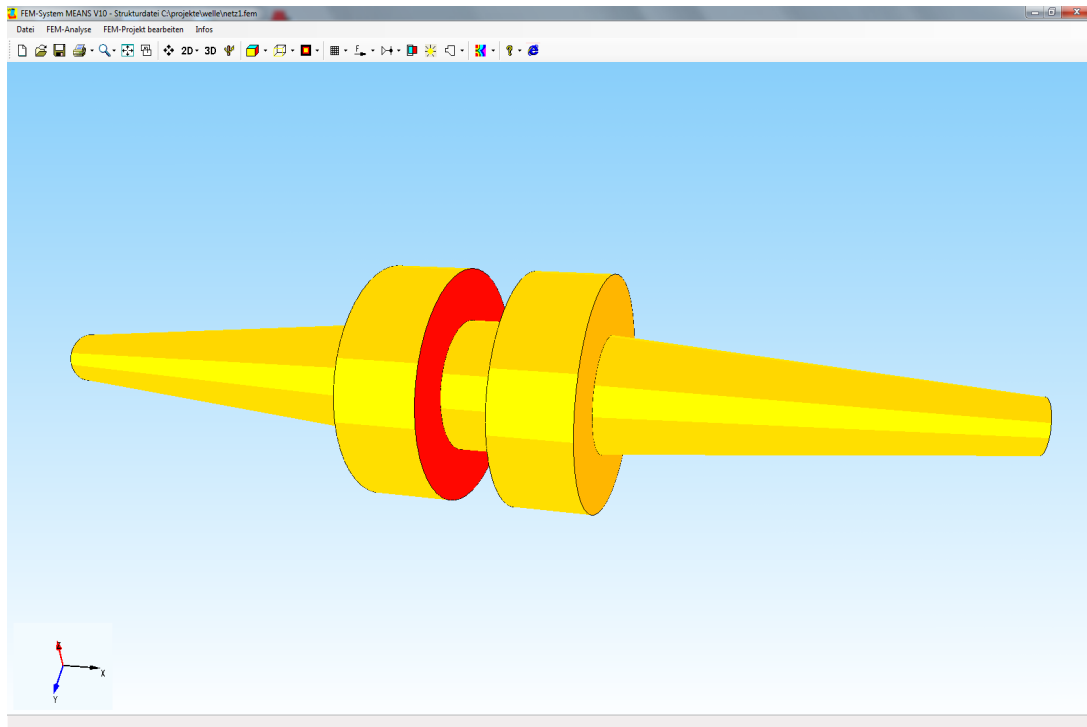 FEM-System MEANS V10 - Strukturdatei C:\projekte\welle\netz1.fem
Datei FEM-Analyse FEM-Projekt bearbeiten Infos
2D 3D F
X
Y